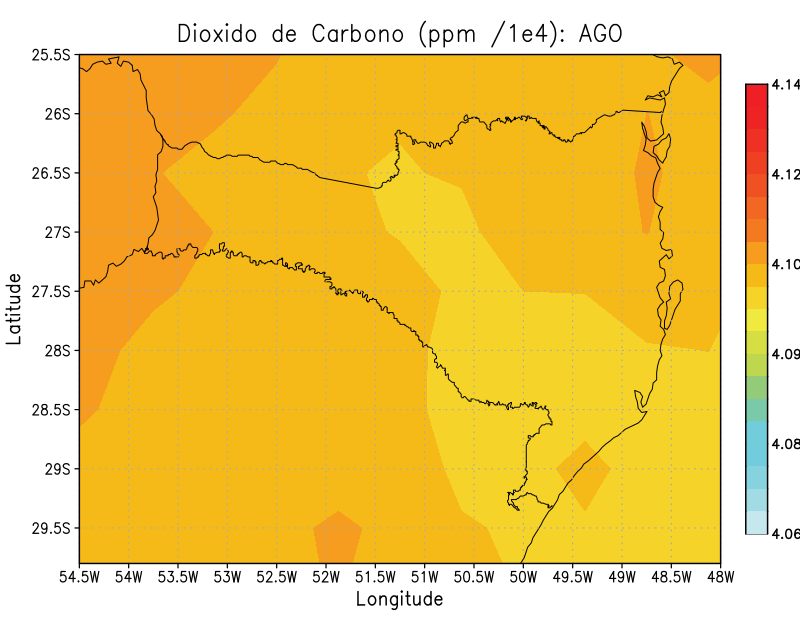 Dioxido de Carbono (ppm /1e4): AGO
25.5S
26S
26.5S
27S
27.5S
28S
28.5S
29S
29.5S
Latitude
54.5W 54W 53.5W 53W 52.5W 52W 51.5W 51W 50.5W 50W 49.5W 49W 48.5W 48W
Longitude
4.14
4.12
4.10
4.09
4.08
4.06